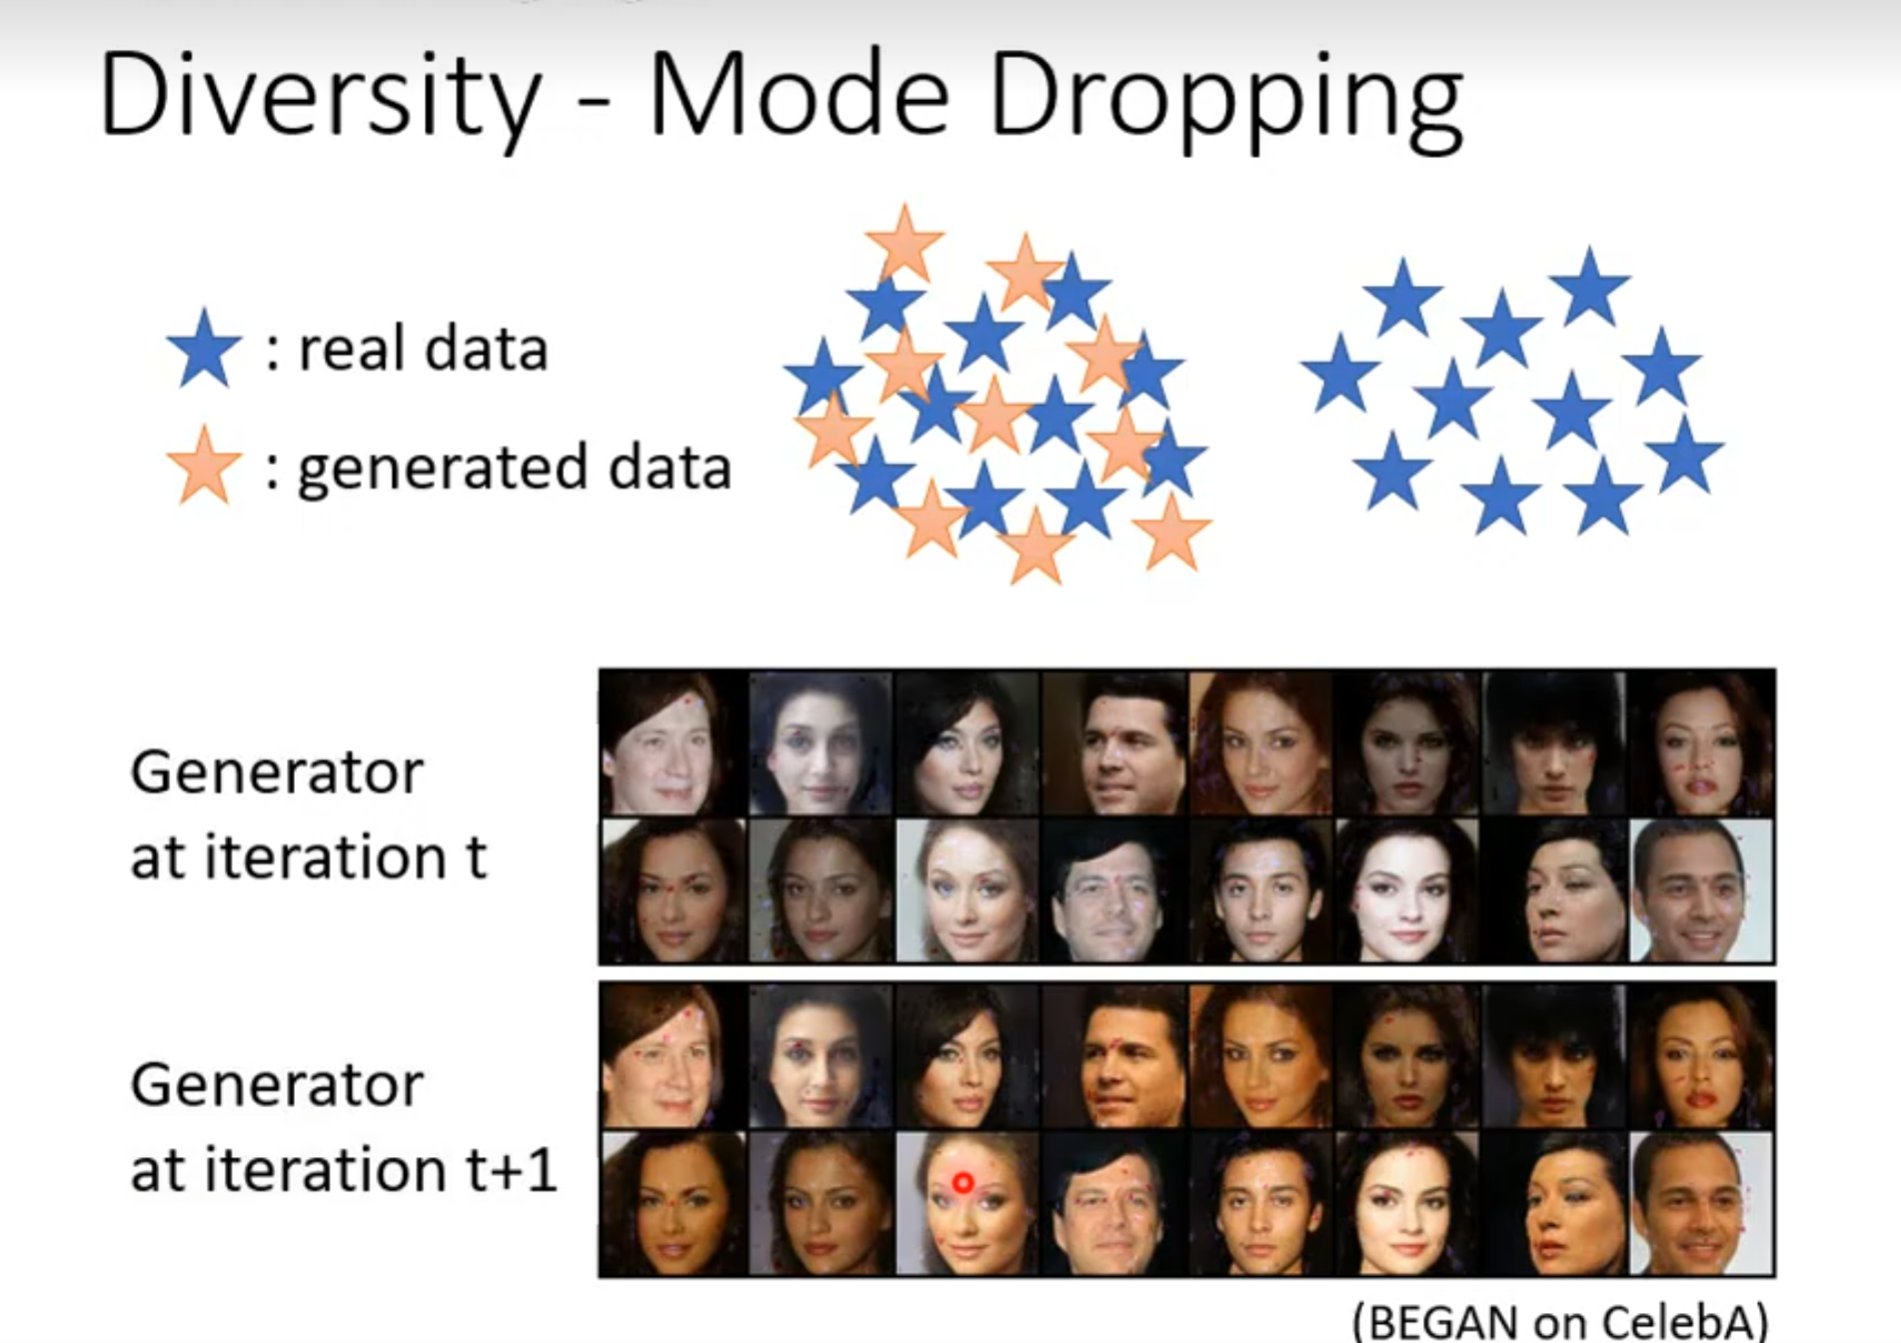 Diversity - Mode Dropping
: real data
: generated data
Generator
at iteration t
Generator
at iteration t+1
(BEGAN on CelebA)